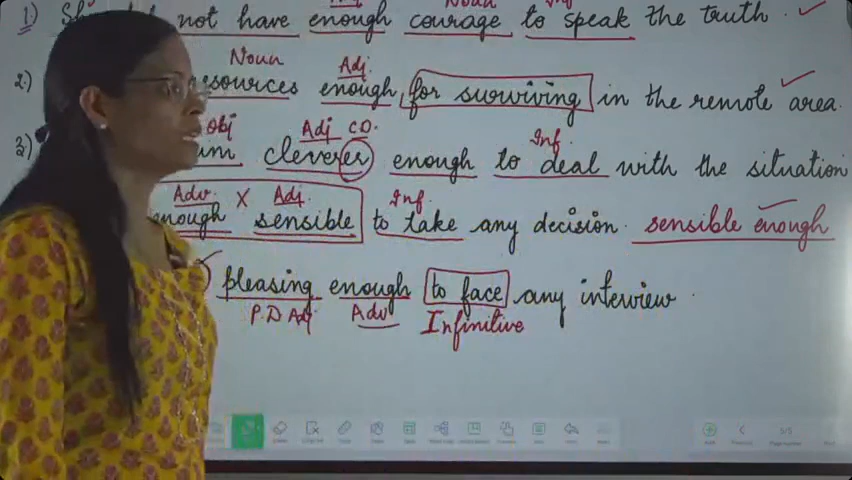 Noun
1) not have enough courage to speak the truth ✓
Noun Adj.
2.) esources enough, for surviving in the remote area. ✓
Obj Adj C.D. Inf.
3) um cleverer enough to deal with the situation
Adv. X Adj. Inf.
enough sensible to take any decision. sensible enough ✓
pleasing enough to face any interview.
P.D Adj Adv Infinitive